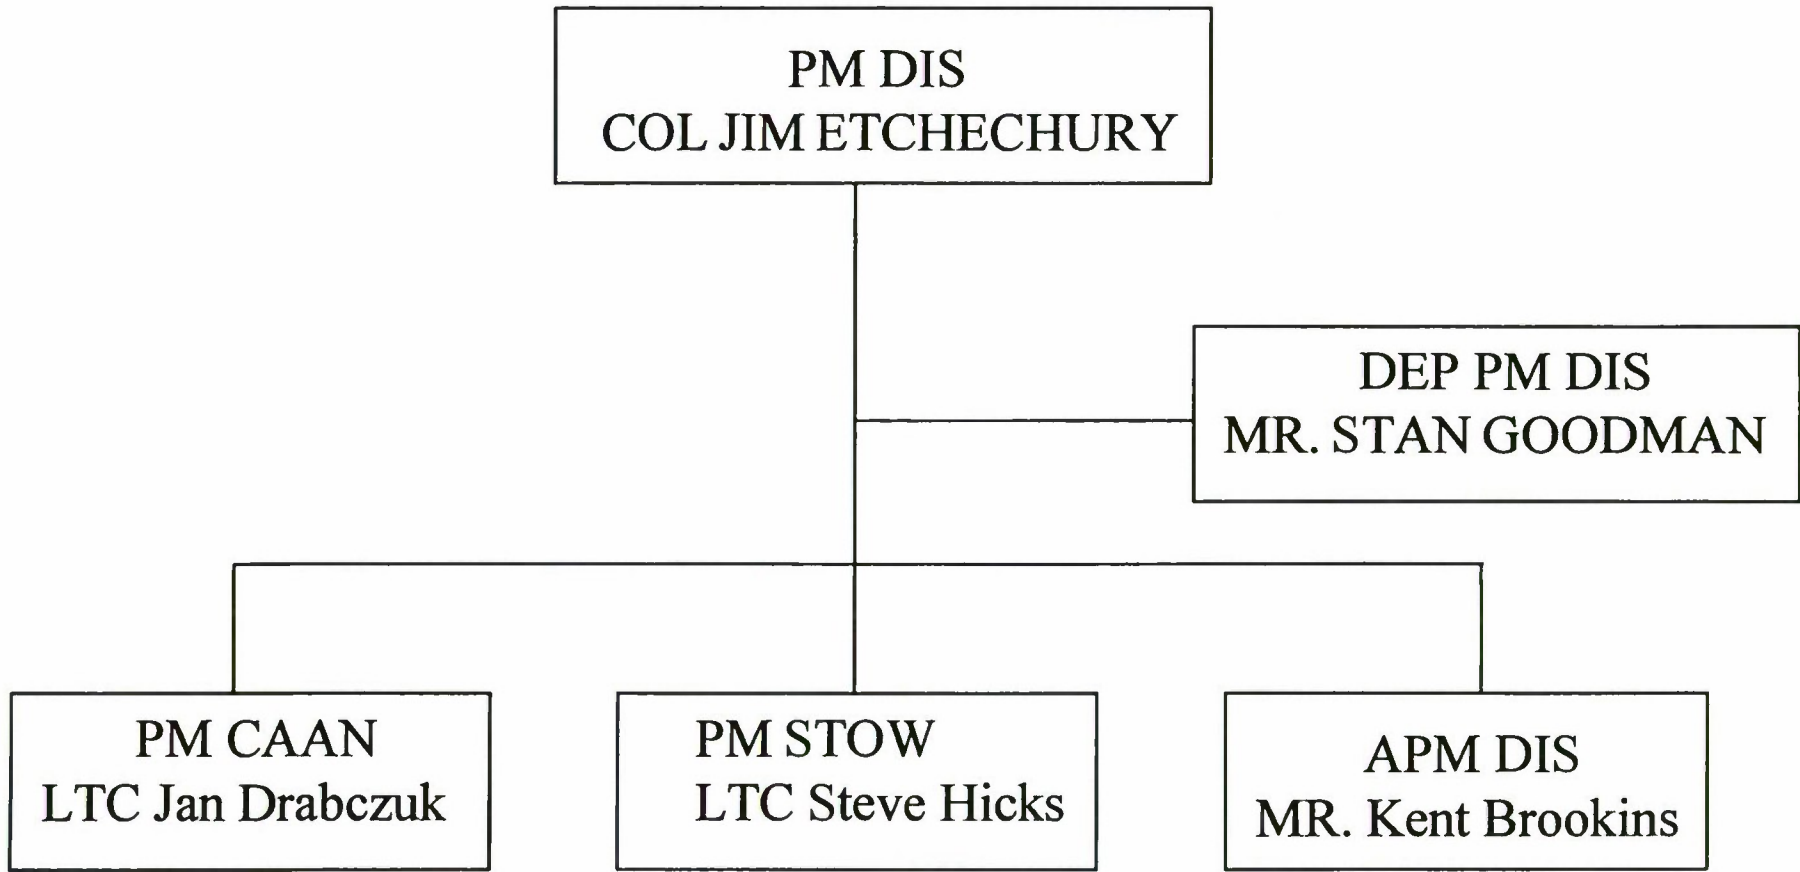 PM DIS
COL JIM ETCHECHURY
DEP PM DIS
MR. STAN GOODMAN
PM CAAN
LTC Jan Drabczuk
PM STOW
LTC Steve Hicks
APM DIS
MR. Kent Brookins